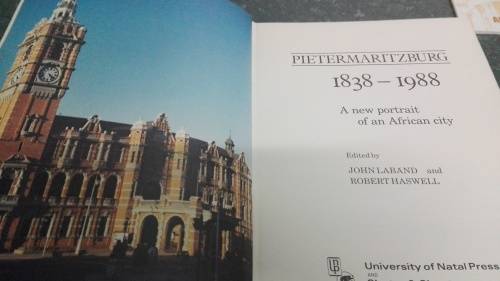 PIETERMARITZBURG
1838 – 1988
A new portrait
of an African city
Edited by
JOHN LABAND and
ROBERT HASWELL
University of Natal Press
AND